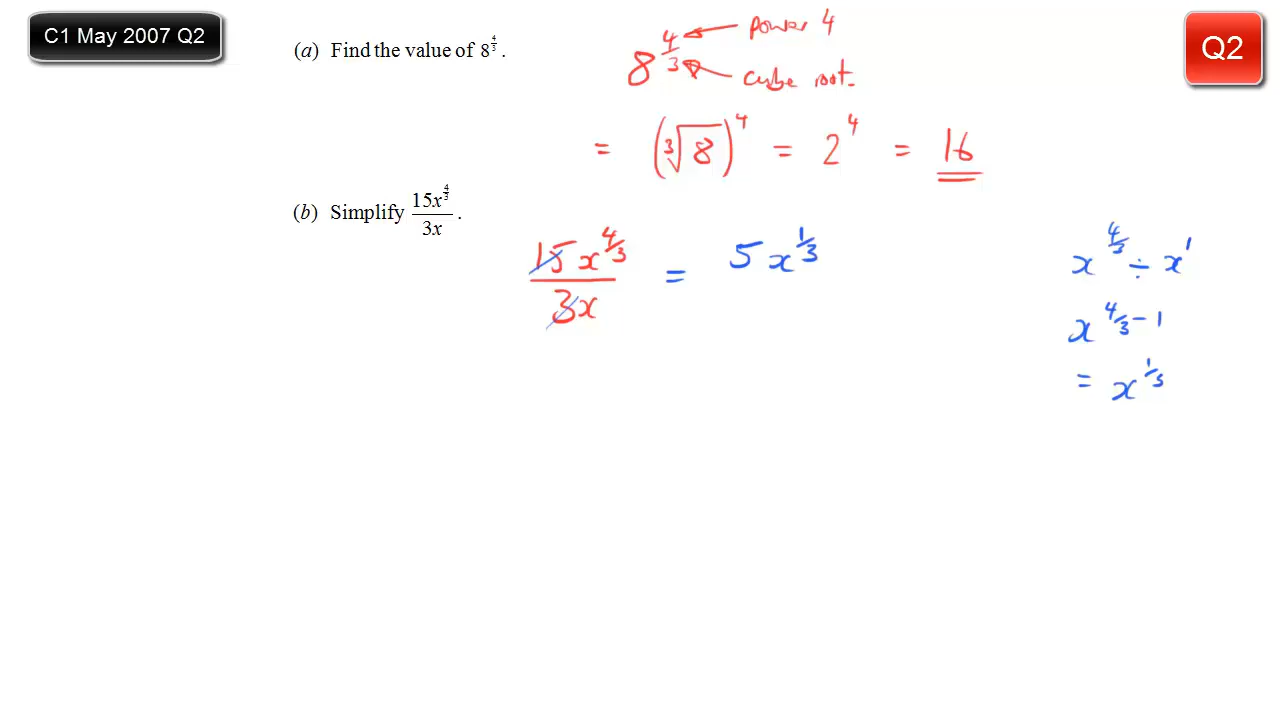 C1 May 2007 Q2
Q2
(a) Find the value of 8^(4/3).
8^(4/3) power 4
cube root.
= (∛8)^4 = 2^4 = 16
(b) Simplify 15x^(4/3) / 3x.
15x^(4/3) / 3x = 5x^(1/3)
x^(4/3) ÷ x^1
x^(4/3 - 1)
= x^(1/3)